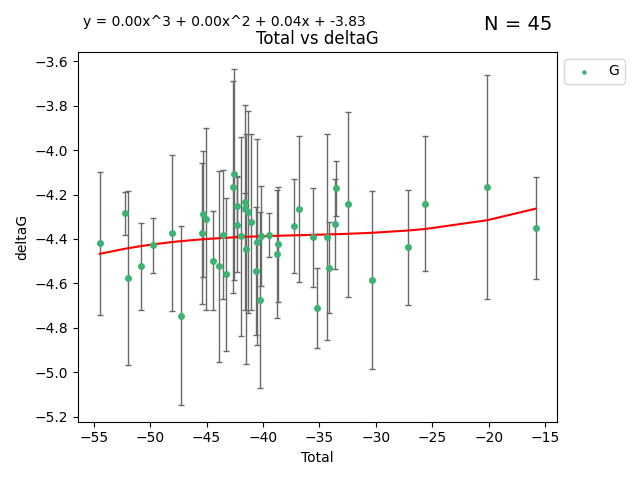 y = 0.00x^3 + 0.00x^2 + 0.04x + -3.83
N = 45
Total vs deltaG
G
deltaG
−3.6
−3.8
−4.0
−4.2
−4.4
−4.6
−4.8
−5.0
−5.2
−55 −50 −45 −40 −35 −30 −25 −20 −15
Total